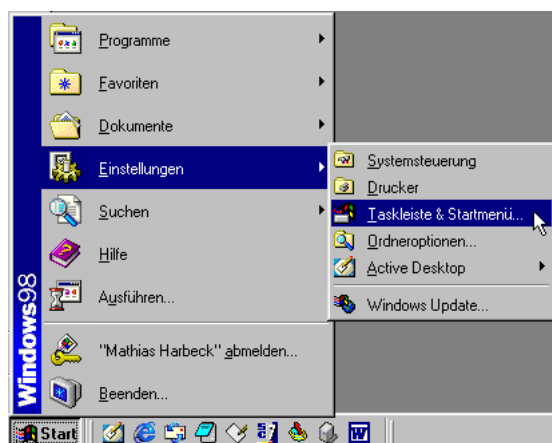 Programme
Favoriten
Dokumente
Einstellungen
Suchen
Hilfe
Ausführen...
"Mathias Harbeck" abmelden...
Beenden...
Windows98
Systemsteuerung
Drucker
Taskleiste & Startmenü...
Ordneroptionen...
Active Desktop
Windows Update...
Start